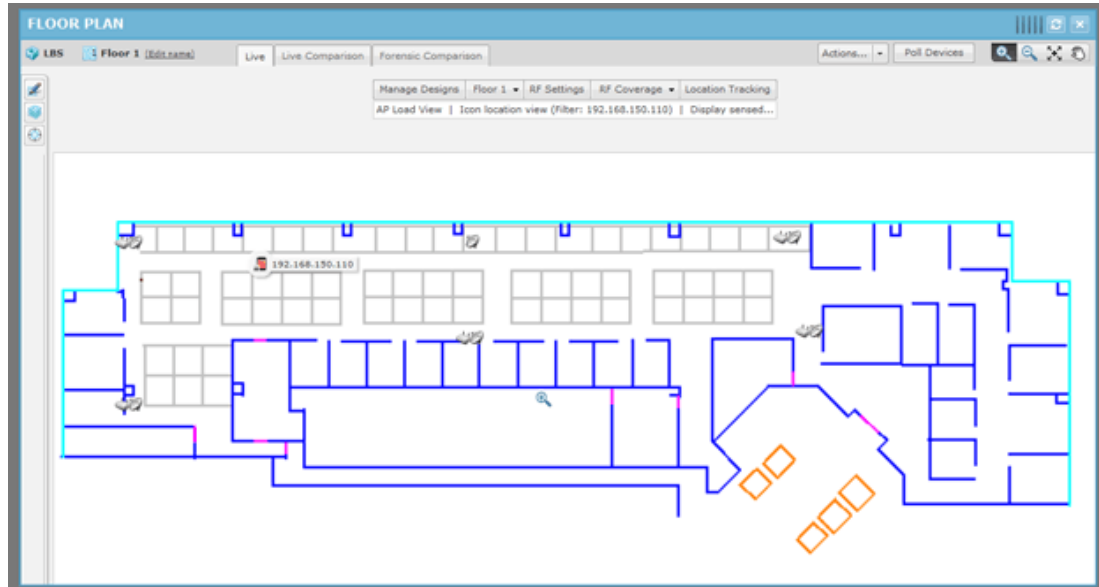 FLOOR PLAN
LBS Floor 1 (Edit name) Live Live Comparison Forensic Comparison Actions... Poll Devices
Manage Designs Floor 1 RF Settings RF Coverage Location Tracking
AP Load View | Icon location view (Filter: 192.168.150.110) | Display sensed...
192.168.150.110